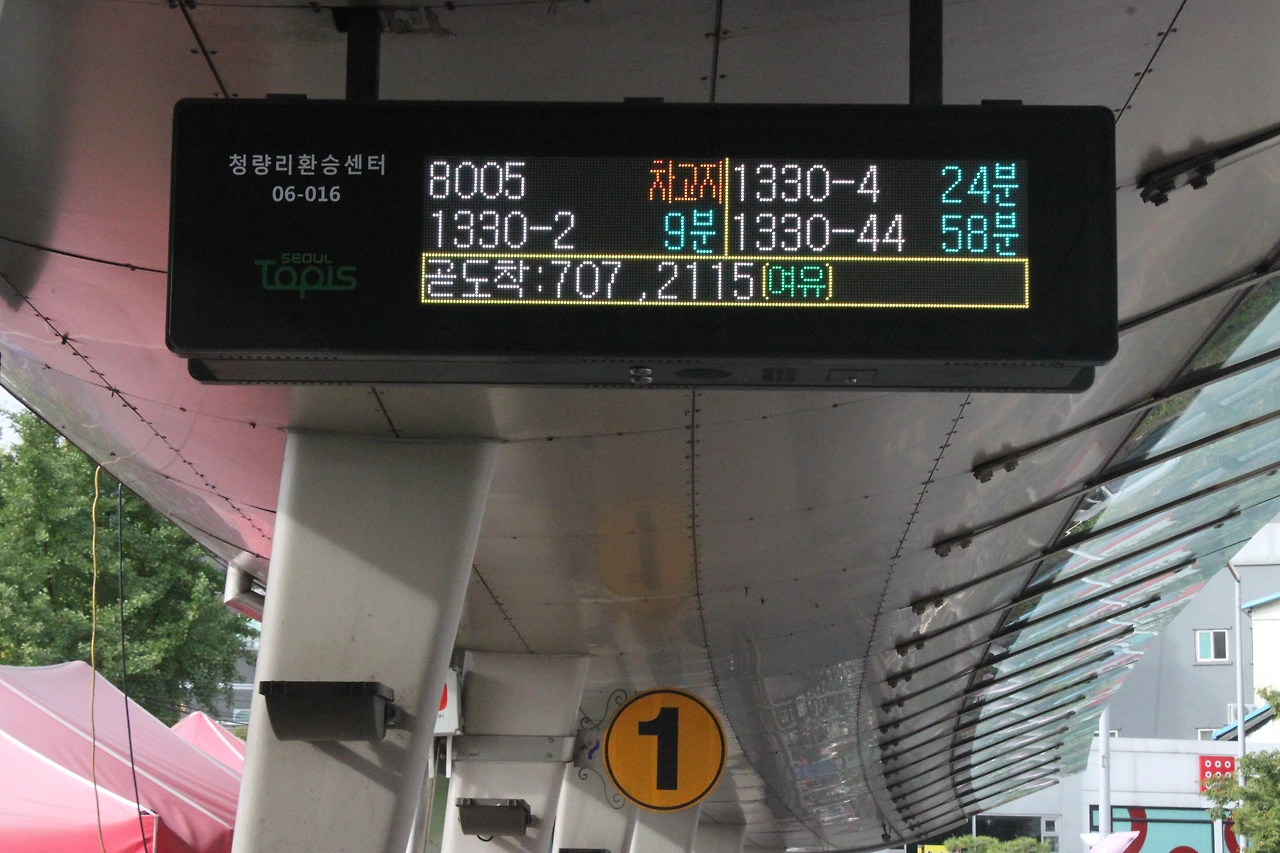 청량리환승센터
06-016
SEOUL
Topis
8005 차고지
1330-2 9분
1330-4 24분
1330-44 58분
곧도착:707 ,2115(여유)
1